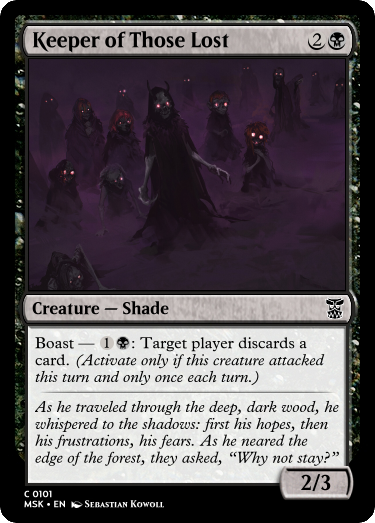 Keeper of Those Lost 2
Creature — Shade
Boast — 1 : Target player discards a
card. (Activate only if this creature attacked
this turn and only once each turn.)
As he traveled through the deep, dark wood, he
whispered to the shadows: first his hopes, then
his frustrations, his fears. As he neared the
edge of the forest, they asked, “Why not stay?”
2/3
C 0101
MSK • EN Sebastian Kowoll